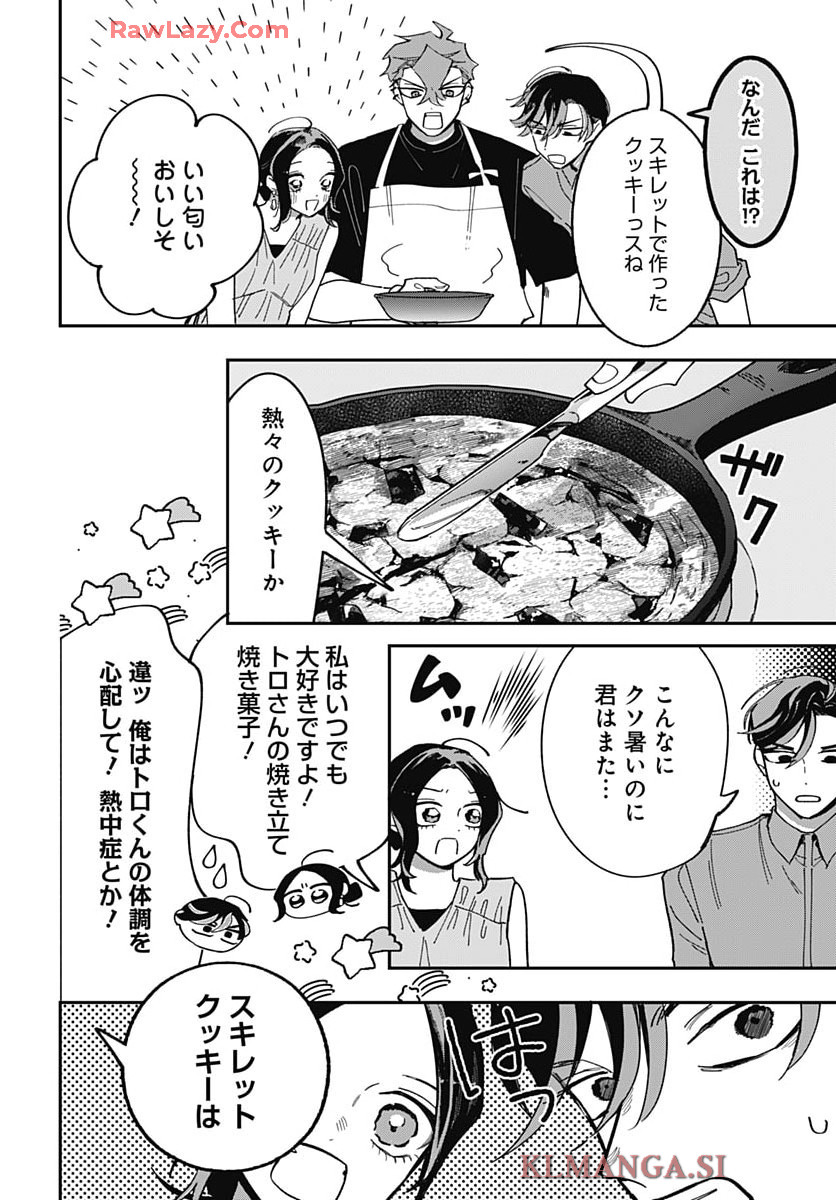 RawLazy.Com
RawLazy.Com
なんだ これは!?
スキレットで作った
クッキーっスね
いい匂い
おいしそ
〜〜!
熱々のクッキーか
ザク
こんなに
クソ暑いのに
君はまた…
ムッ
私はいつでも
大好きですよ!
トロさんの焼き立て
焼き菓子!
違ッ 俺はトロくんの体調を
心配して! 熱中症とか!
はっ
スキレット
クッキーは
KLMANGA.SI